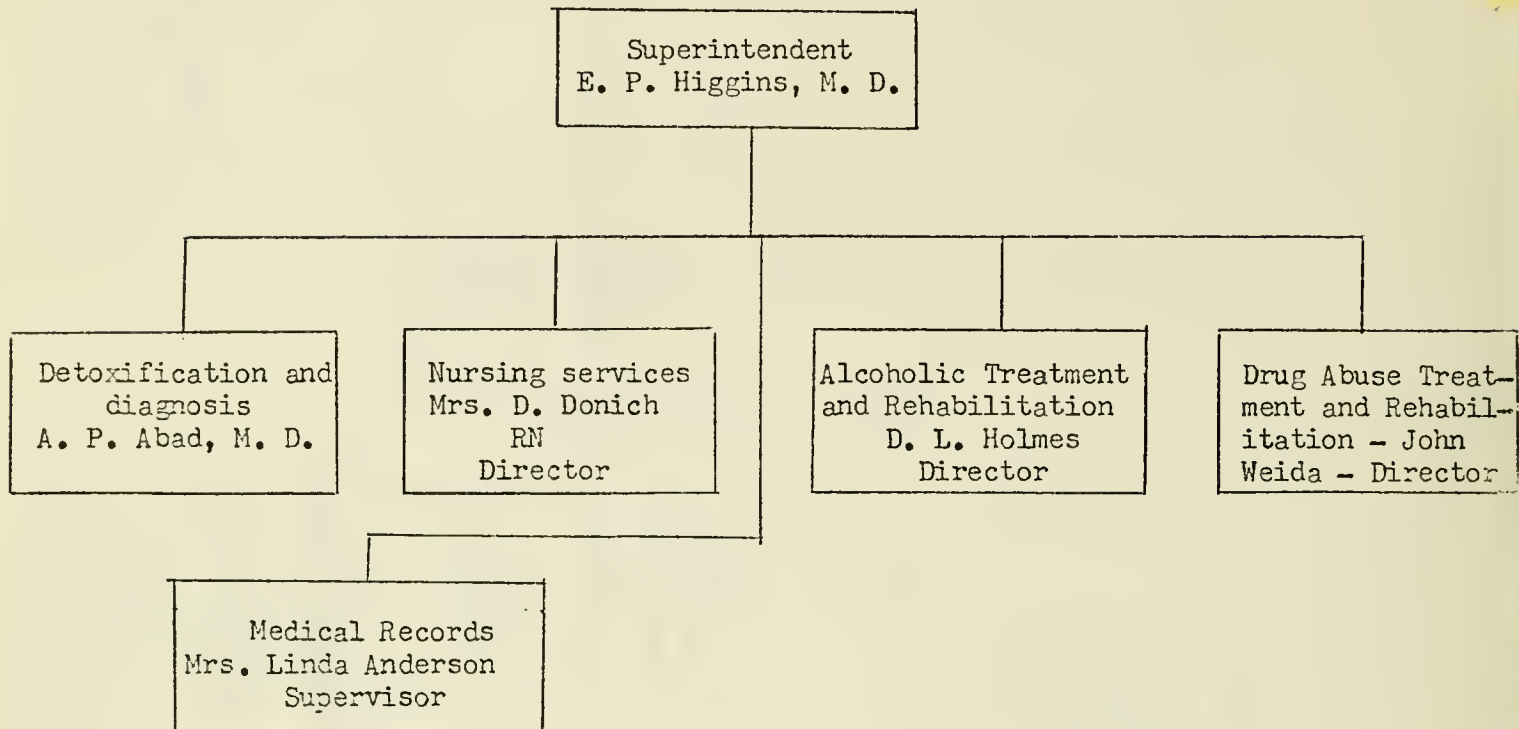 Superintendent
E. P. Higgins, M. D.
Detoxification and
diagnosis
A. P. Abad, M. D.
Nursing services
Mrs. D. Donich
RN
Director
Alcoholic Treatment
and Rehabilitation
D. L. Holmes
Director
Drug Abuse Treat-
ment and Rehabil-
itation - John
Weida - Director
Medical Records
Mrs. Linda Anderson
Supervisor